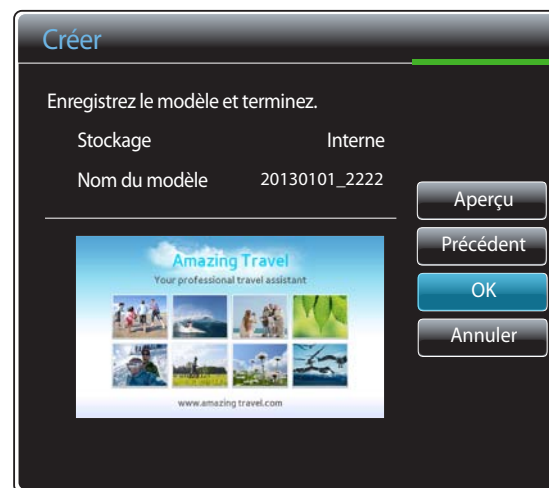 Créer
Enregistrez le modèle et terminez.
Stockage Interne
Nom du modèle 20130101_2222
Amazing Travel
Your professional travel assistant
www.amazing travel.com
Aperçu
Précédent
OK
Annuler